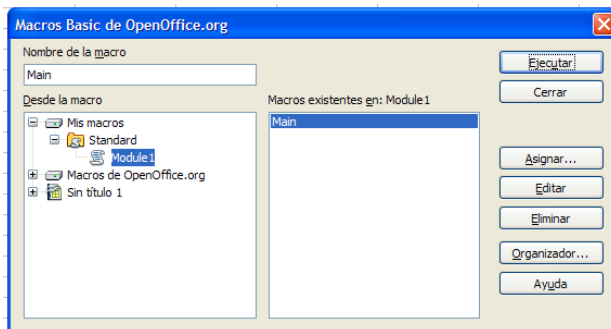 Macros Basic de OpenOffice.org
Nombre de la macro
Main
Desde la macro
Mis macros
Standard
Module1
Macros de OpenOffice.org
Sin título 1
Macros existentes en: Module1
Main
Ejecutar
Cerrar
Asignar...
Editar
Eliminar
Organizador...
Ayuda